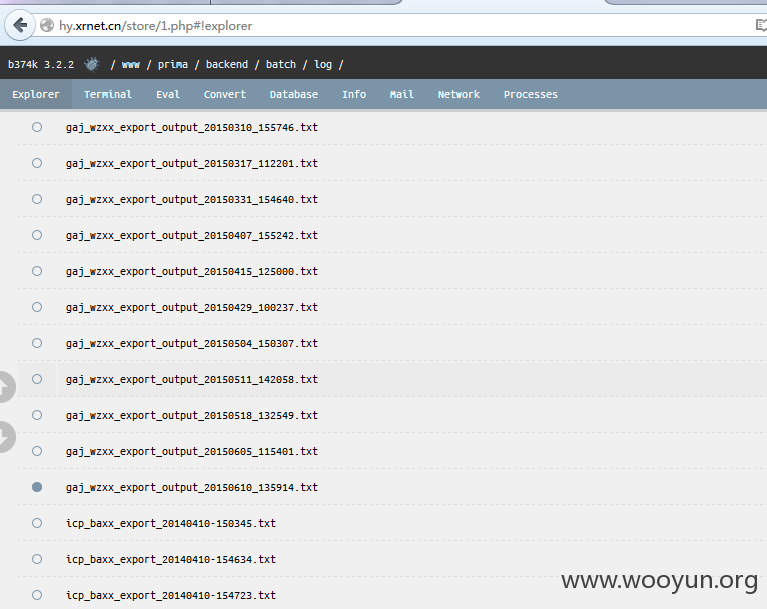 hy.xrnet.cn/store/1.php#!explorer
b374k 3.2.2 / www / prima / backend / batch / log /
Explorer Terminal Eval Convert Database Info Mail Network Processes
gaj_wzxx_export_output_20150310_155746.txt
gaj_wzxx_export_output_20150317_112201.txt
gaj_wzxx_export_output_20150331_154640.txt
gaj_wzxx_export_output_20150407_155242.txt
gaj_wzxx_export_output_20150415_125000.txt
gaj_wzxx_export_output_20150429_100237.txt
gaj_wzxx_export_output_20150504_150307.txt
gaj_wzxx_export_output_20150511_142058.txt
gaj_wzxx_export_output_20150518_132549.txt
gaj_wzxx_export_output_20150605_115401.txt
gaj_wzxx_export_output_20150610_135914.txt
icp_baxx_export_20140410-150345.txt
icp_baxx_export_20140410-154634.txt
icp_baxx_export_20140410-154723.txt
www.wooyun.org